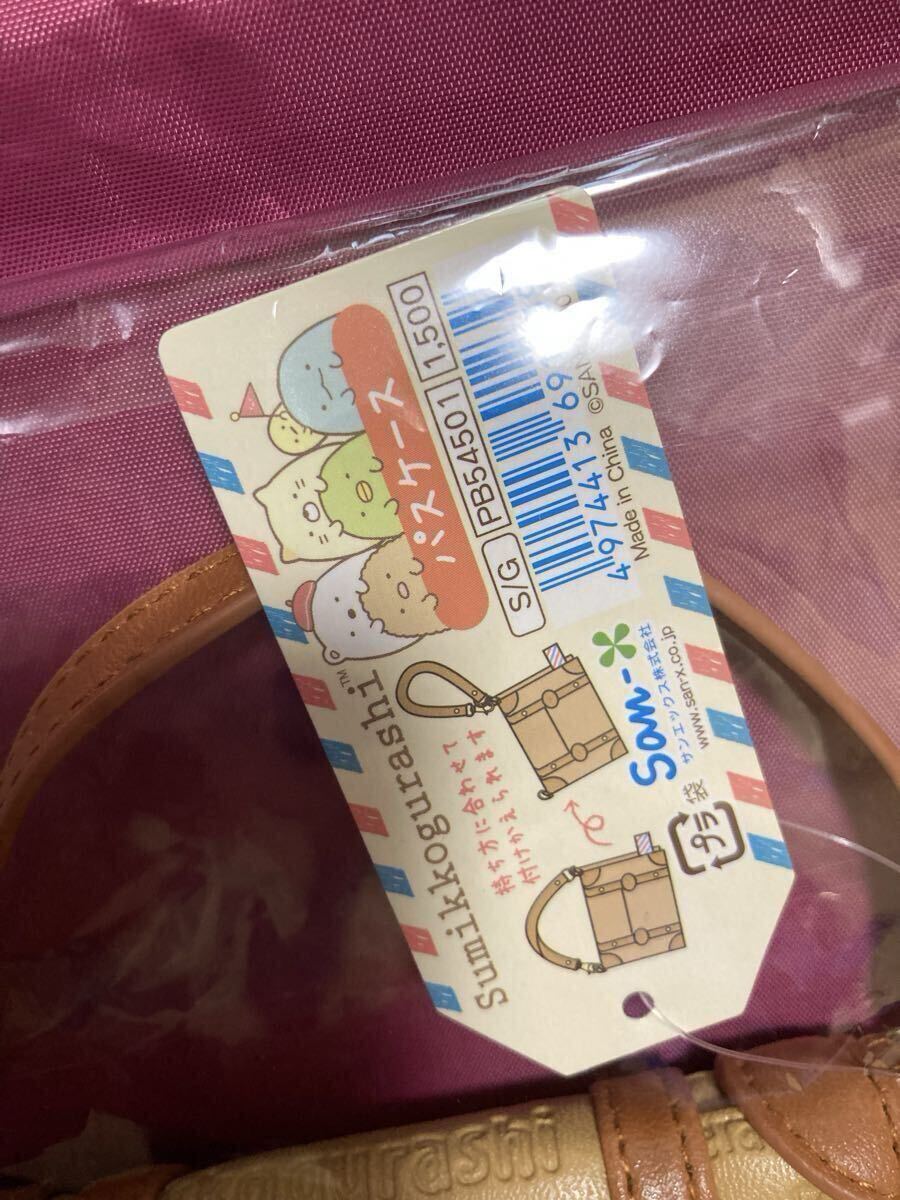 パスケース
S/G PB54501 1,500
4 974413 69
Made in China ©SAN
Sumikkogurashi™
持ち方に合わせて
付けかえられます
San-
サンエックス株式会社
www.san-x.co.jp
プラ 袋
gurashi